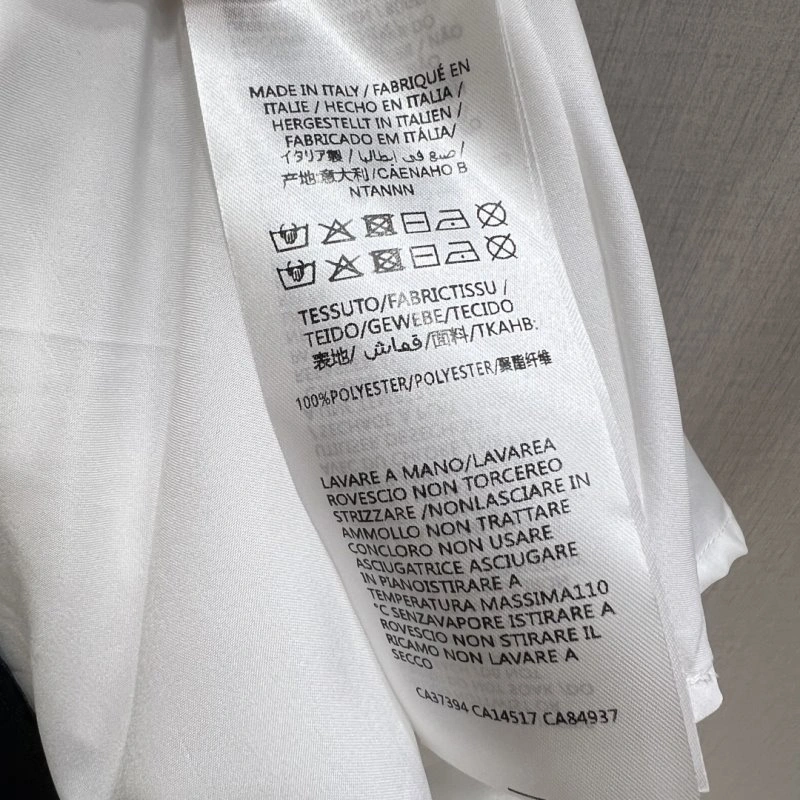 MADE IN ITALY / FABRIQUÉ EN
ITALIE / HECHO EN ITALIA /
HERGESTELLT IN ITALIEN /
FABRICADO EM ITÁLIA/
イタリア製 / صنع في إيطاليا /
产地:意大利/CÄENAHO B
NTANNN
TESSUTO/FABRICTISSU /
TEIDO/GEWEBE/TECIDO
表地/ قماش /面料/TKAHB:
100%POLYESTER/POLYESTER/聚酯纤维
LAVARE A MANO/LAVAREA
ROVESCIO NON TORCEREO
STRIZZARE /NONLASCIARE IN
AMMOLLO NON TRATTARE
CONCLORO NON USARE
ASCIUGATRICE ASCIUGARE
IN PIANOISTIRARE A
TEMPERATURA MASSIMA110
°C SENZAVAPORE ISTIRARE A
ROVESCIO NON STIRARE IL
RICAMO NON LAVARE A
SECCO
CA37394 CA14517 CA84937